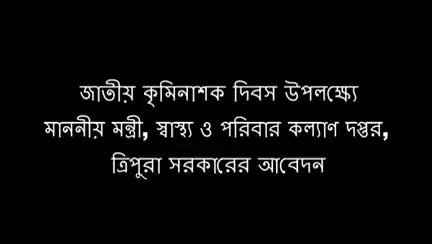 জাতীয় কৃমিনাশক দিবস উপলক্ষ্যে
মাননীয় মন্ত্রী, স্বাস্থ্য ও পরিবার কল্যাণ দপ্তর,
ত্রিপুরা সরকারের আবেদন